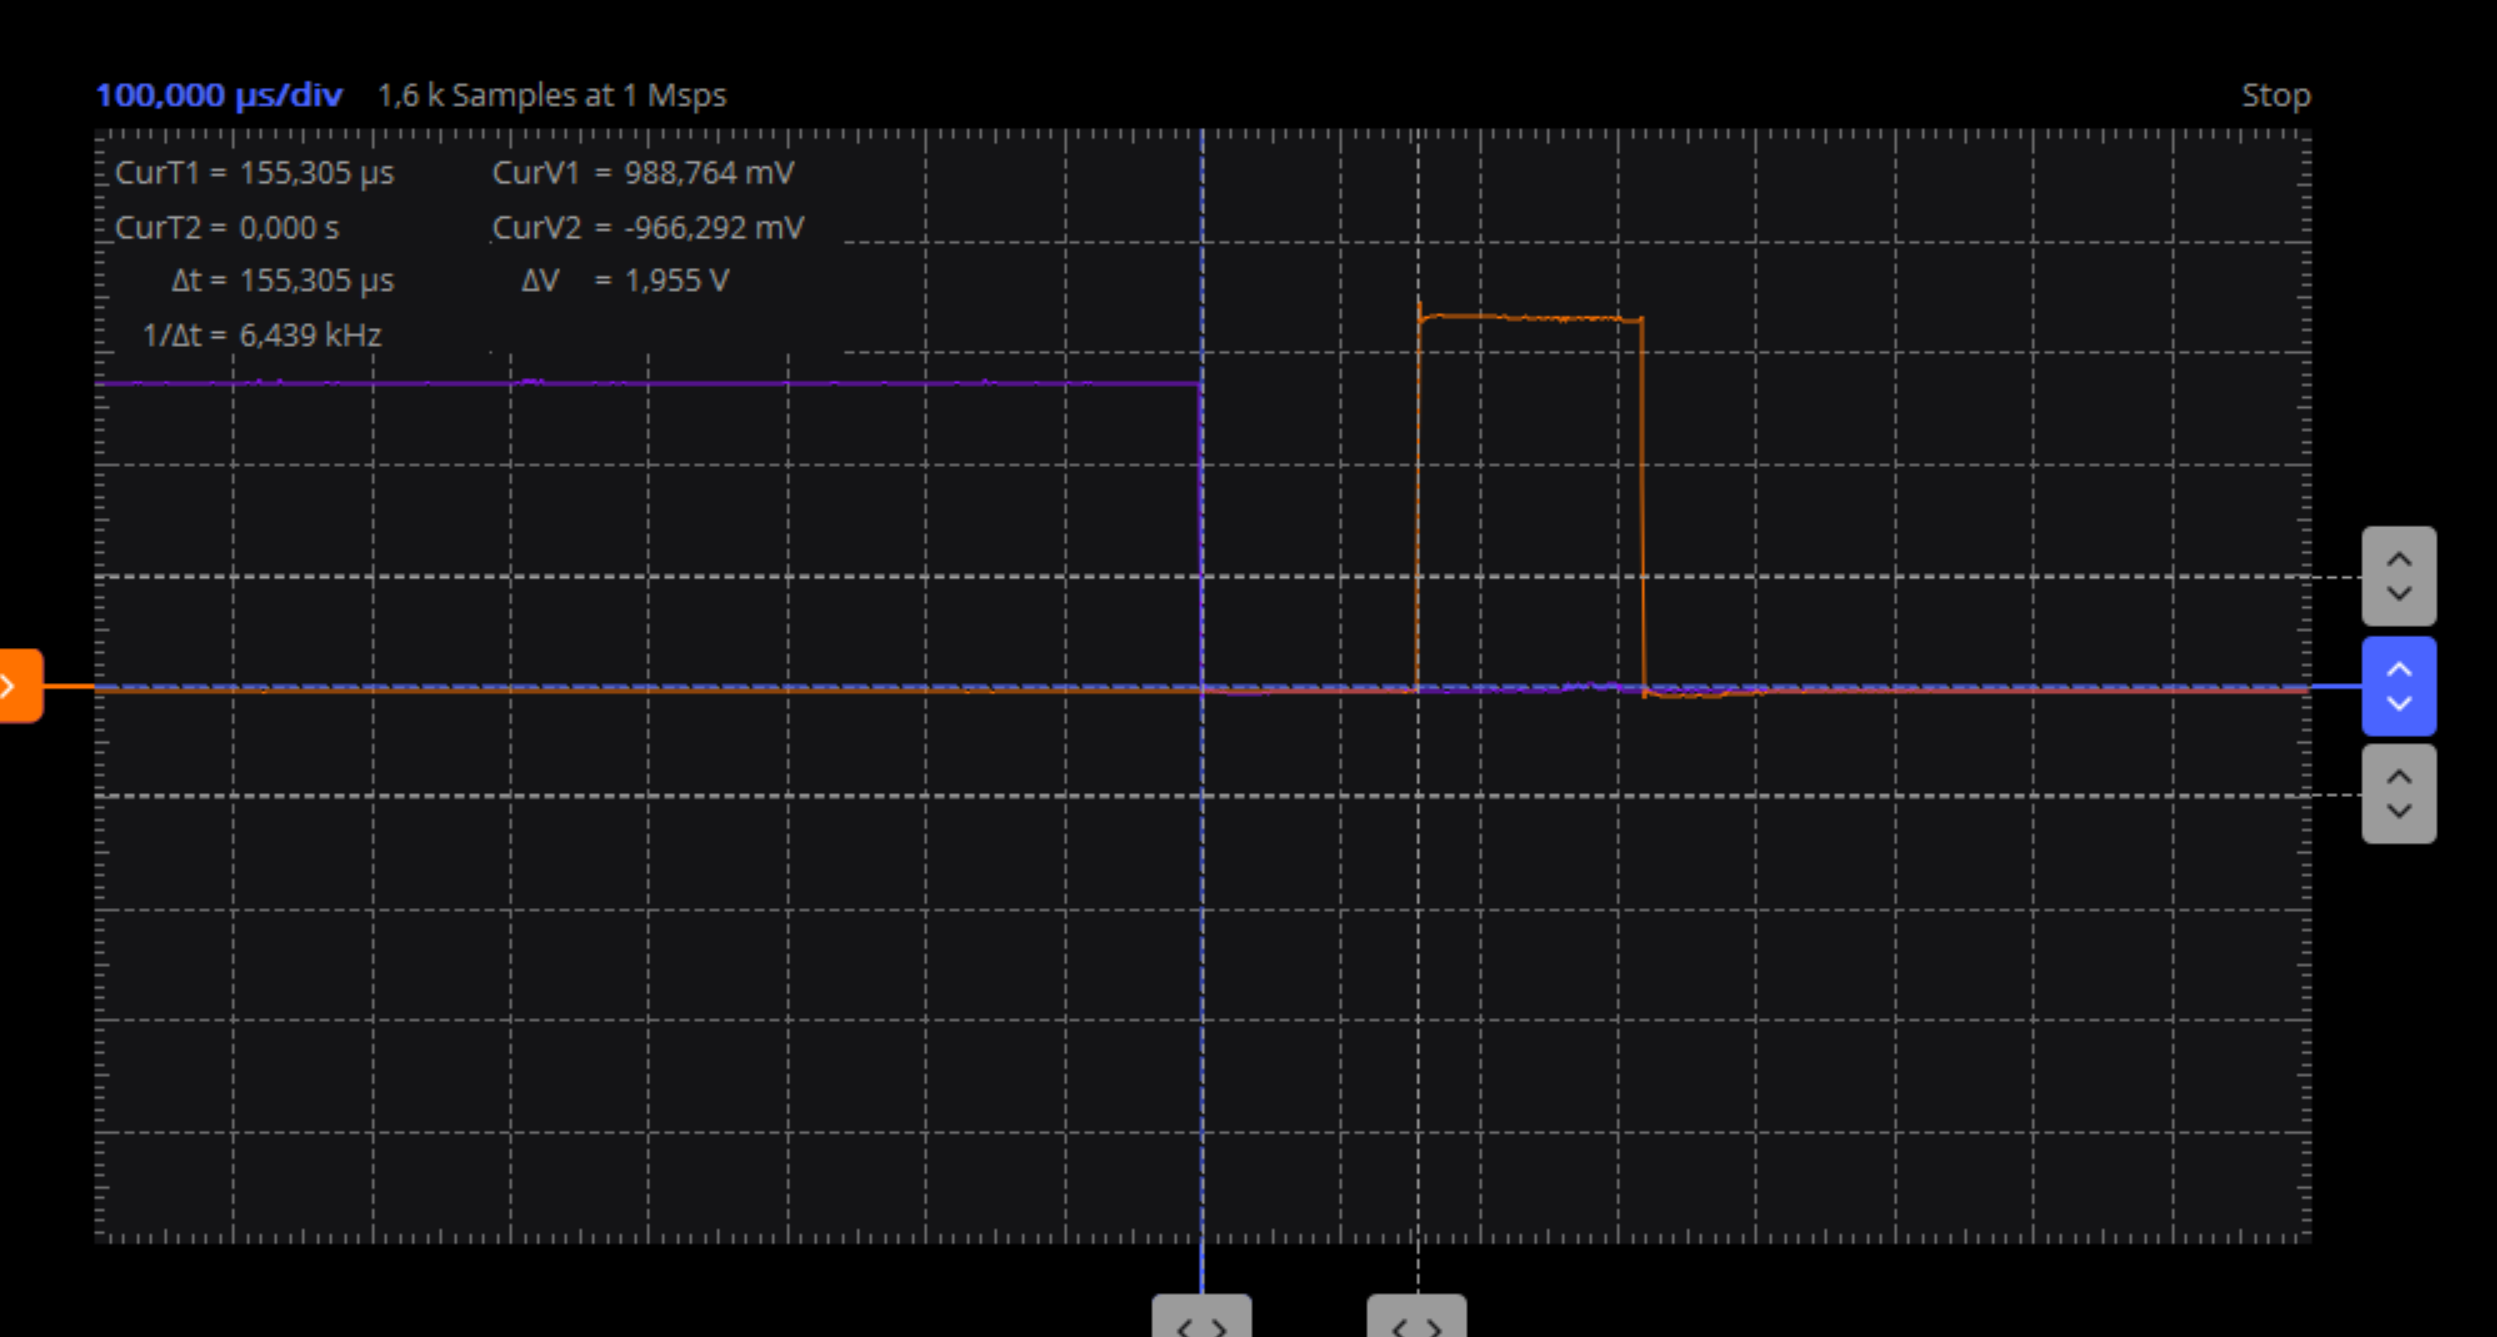 100,000 µs/div 1,6 k Samples at 1 Msps Stop
CurT1 = 155,305 µs CurV1 = 988,764 mV
CurT2 = 0,000 s CurV2 = -966,292 mV
Δt = 155,305 µs ΔV = 1,955 V
1/Δt = 6,439 kHz